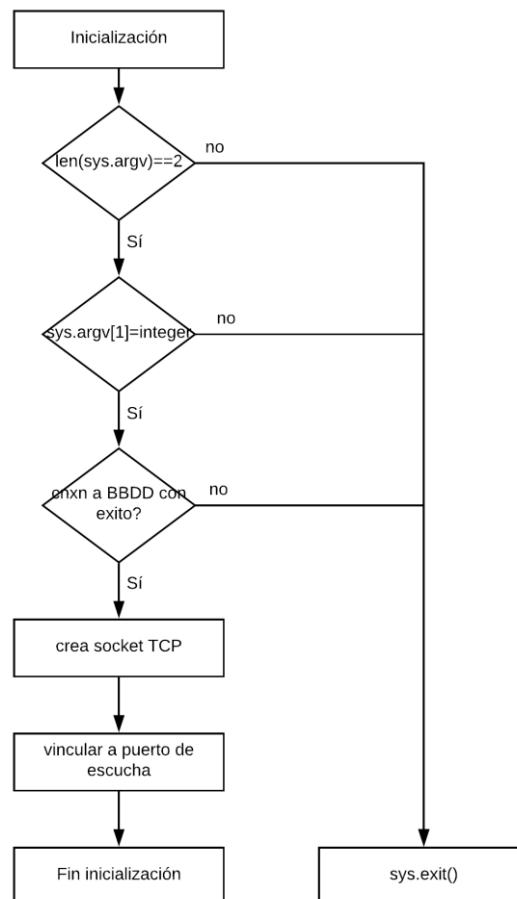 Inicialización
len(sys.argv)==2
no
Sí
sys.argv[1]=integer
no
Sí
cnxn a BBDD con
exito?
no
Sí
crea socket TCP
vincular a puerto de
escucha
Fin inicialización
sys.exit()